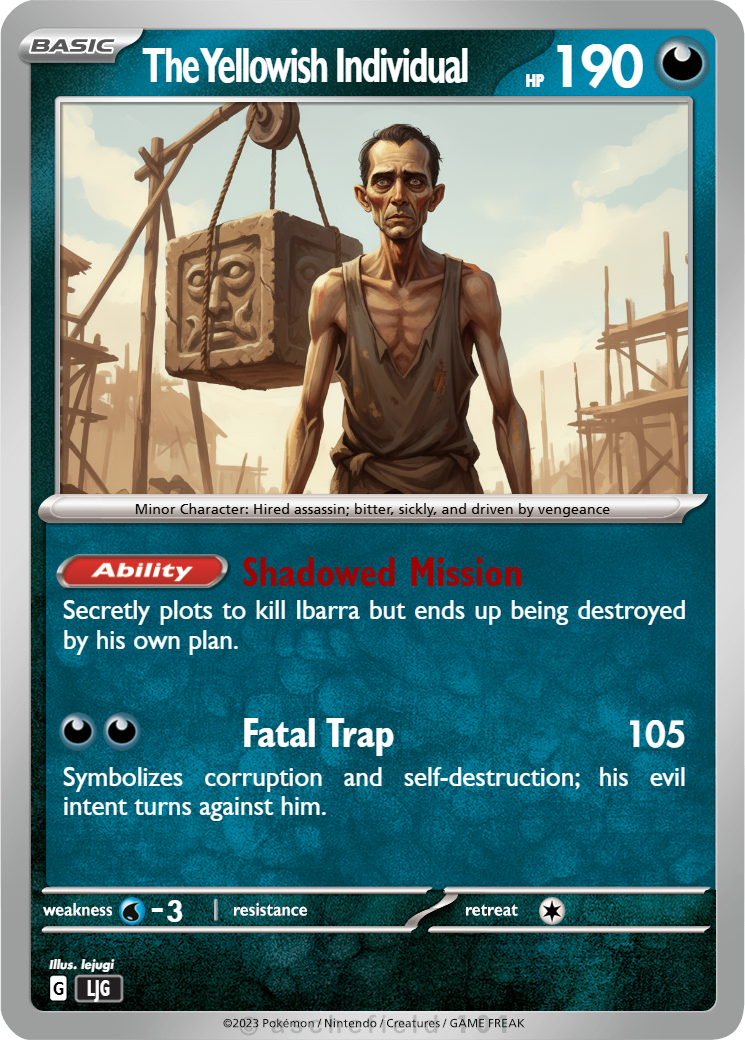 BASIC
The Yellowish Individual HP 190
Minor Character: Hired assassin; bitter, sickly, and driven by vengeance
Ability Shadowed Mission
Secretly plots to kill Ibarra but ends up being destroyed
by his own plan.
Fatal Trap 105
Symbolizes corruption and self-destruction; his evil
intent turns against him.
weakness -3 | resistance retreat
Illus. lejugi
G LJG
©2023 Pokémon / Nintendo / Creatures / GAME FREAK